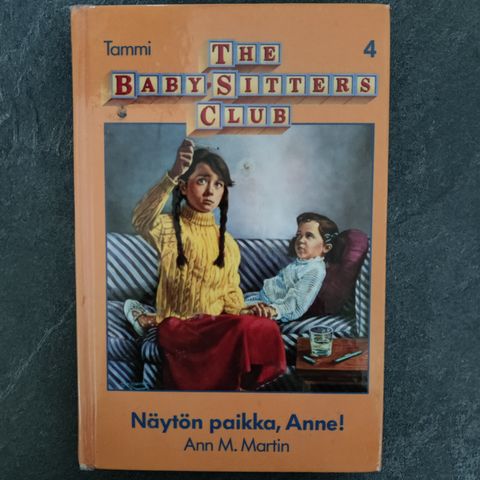 Tammi
4
THE
BABY-SITTERS
CLUB
Näytön paikka, Anne!
Ann M. Martin